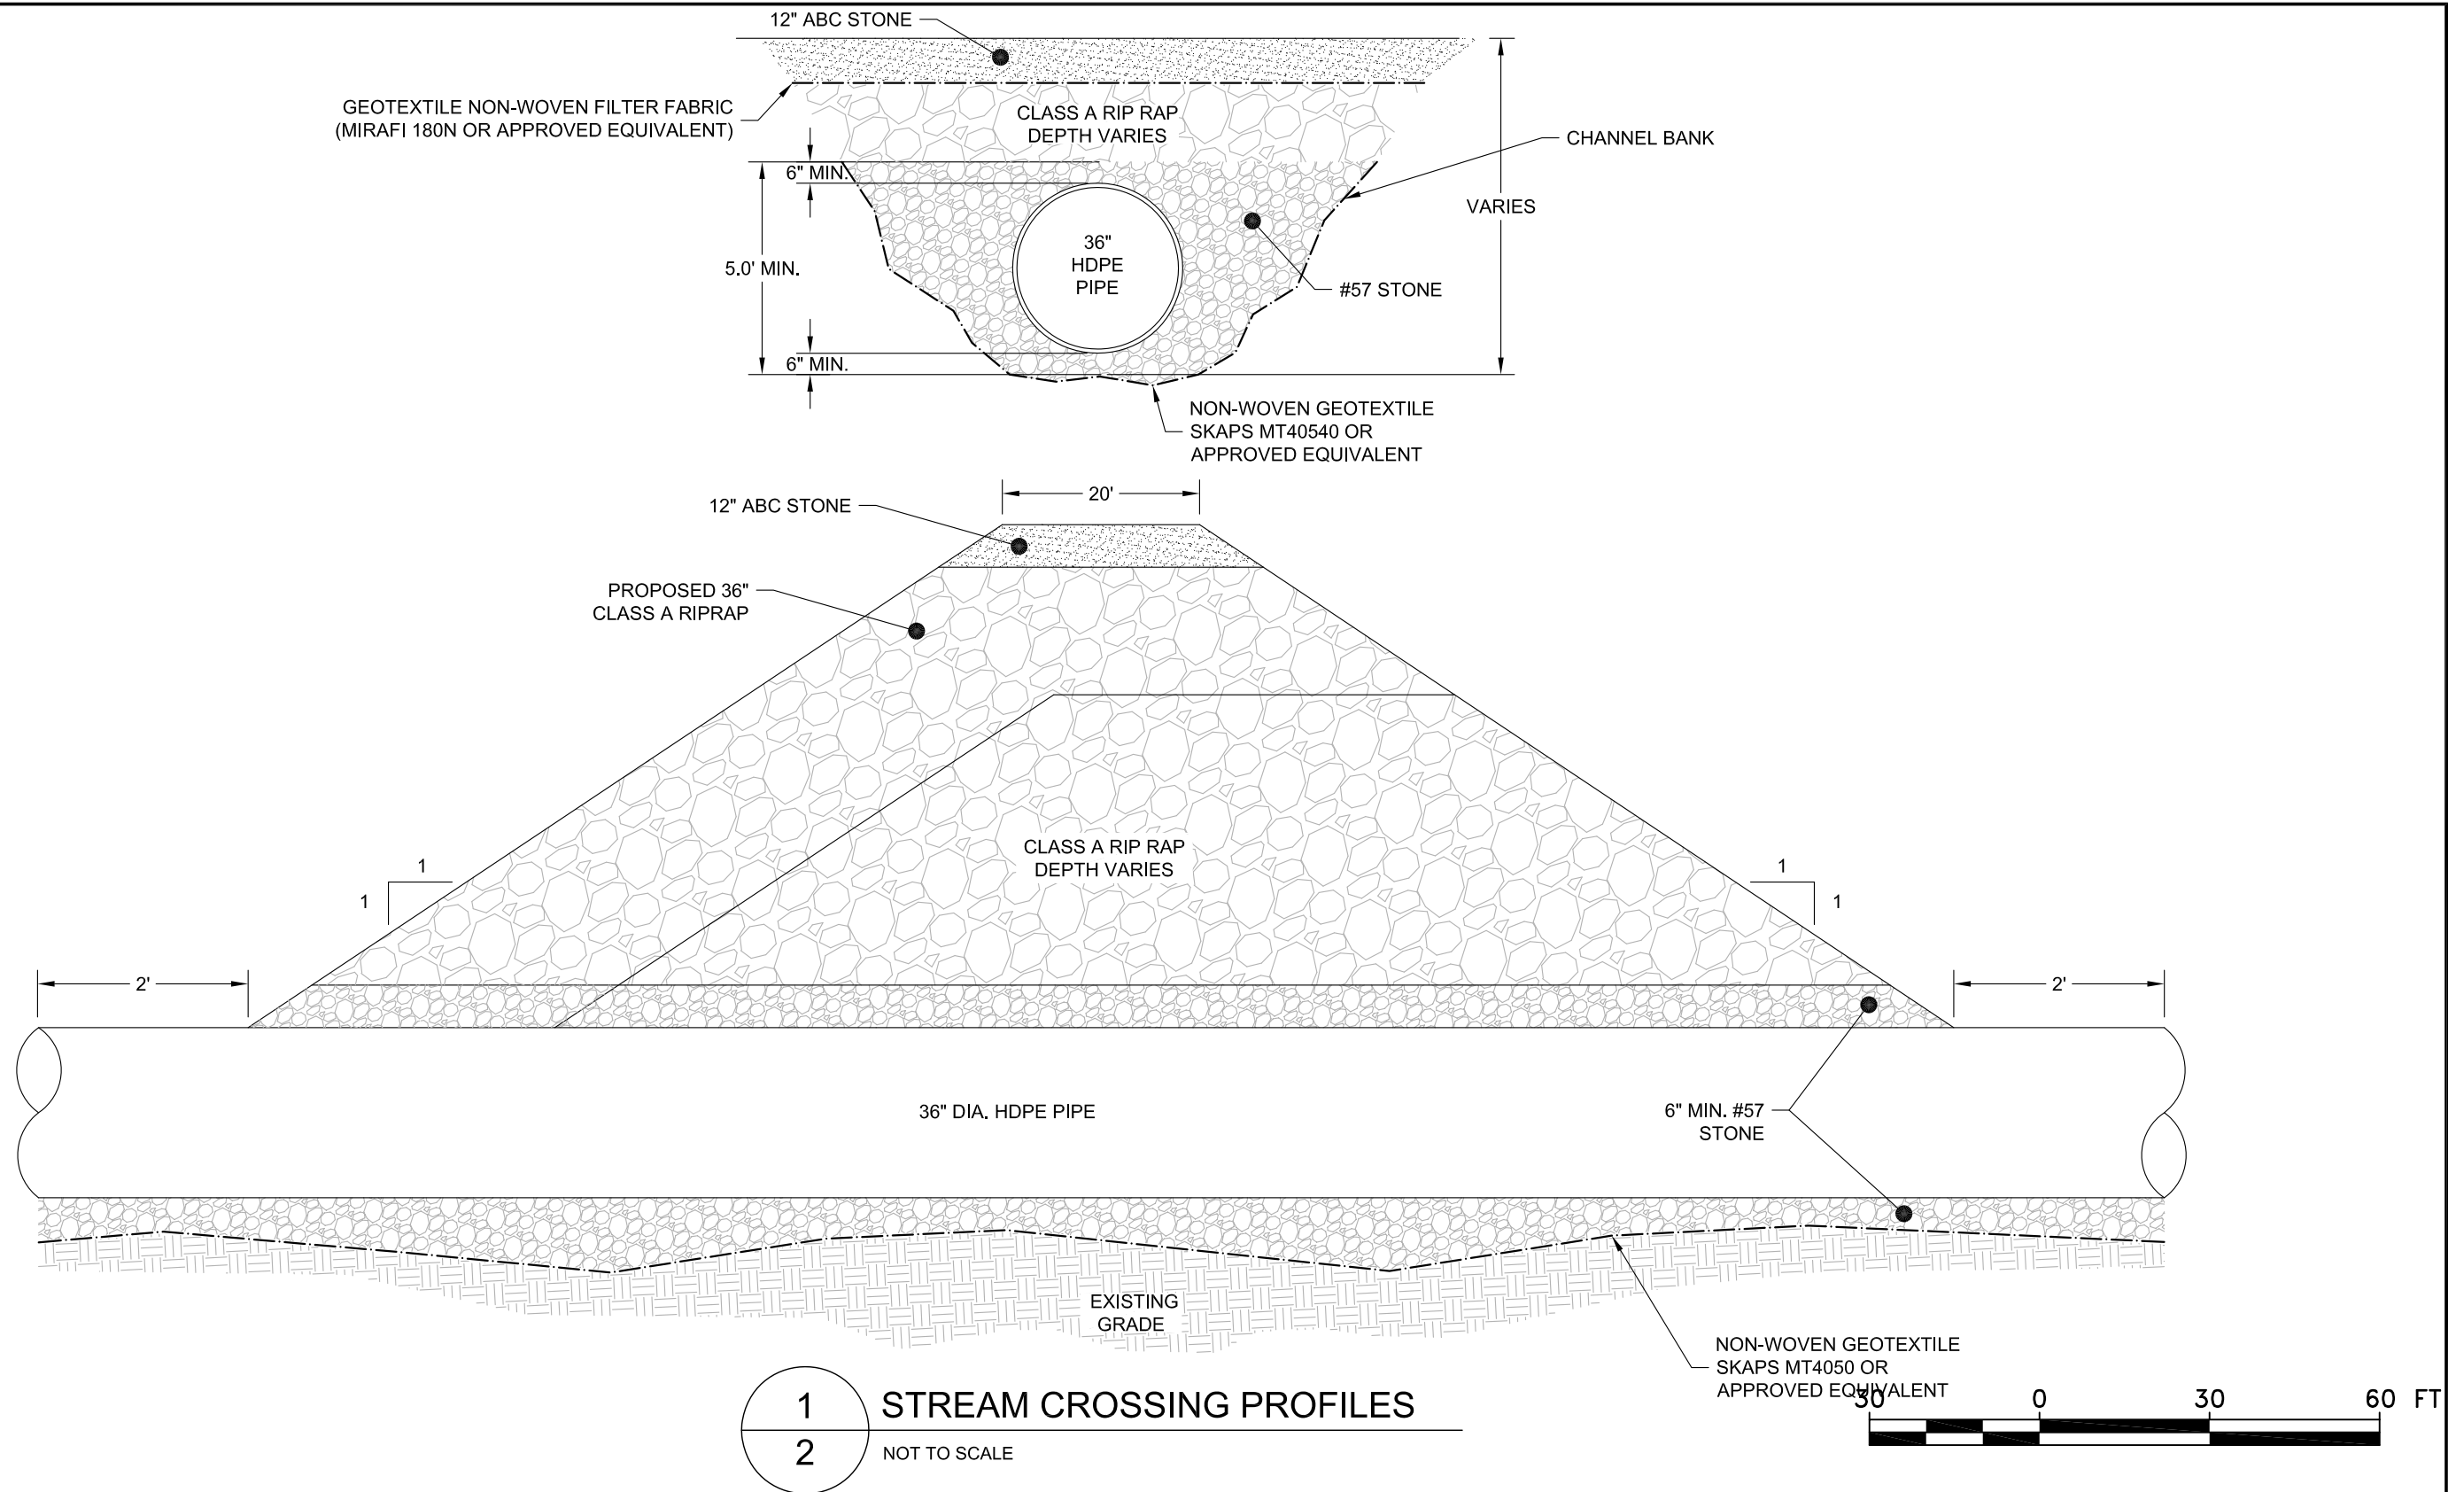 12" ABC STONE
GEOTEXTILE NON-WOVEN FILTER FABRIC
(MIRAFI 180N OR APPROVED EQUIVALENT)
CLASS A RIP RAP
DEPTH VARIES
CHANNEL BANK
6" MIN.
VARIES
36"
HDPE
PIPE
5.0' MIN.
#57 STONE
6" MIN.
NON-WOVEN GEOTEXTILE
SKAPS MT40540 OR
APPROVED EQUIVALENT
20'
12" ABC STONE
PROPOSED 36"
CLASS A RIPRAP
CLASS A RIP RAP
DEPTH VARIES
1
1
1
1
2'
2'
36" DIA. HDPE PIPE
6" MIN. #57
STONE
EXISTING
GRADE
NON-WOVEN GEOTEXTILE
SKAPS MT4050 OR
APPROVED EQUIVALENT
1
2
STREAM CROSSING PROFILES
NOT TO SCALE
30 0 30 60 FT